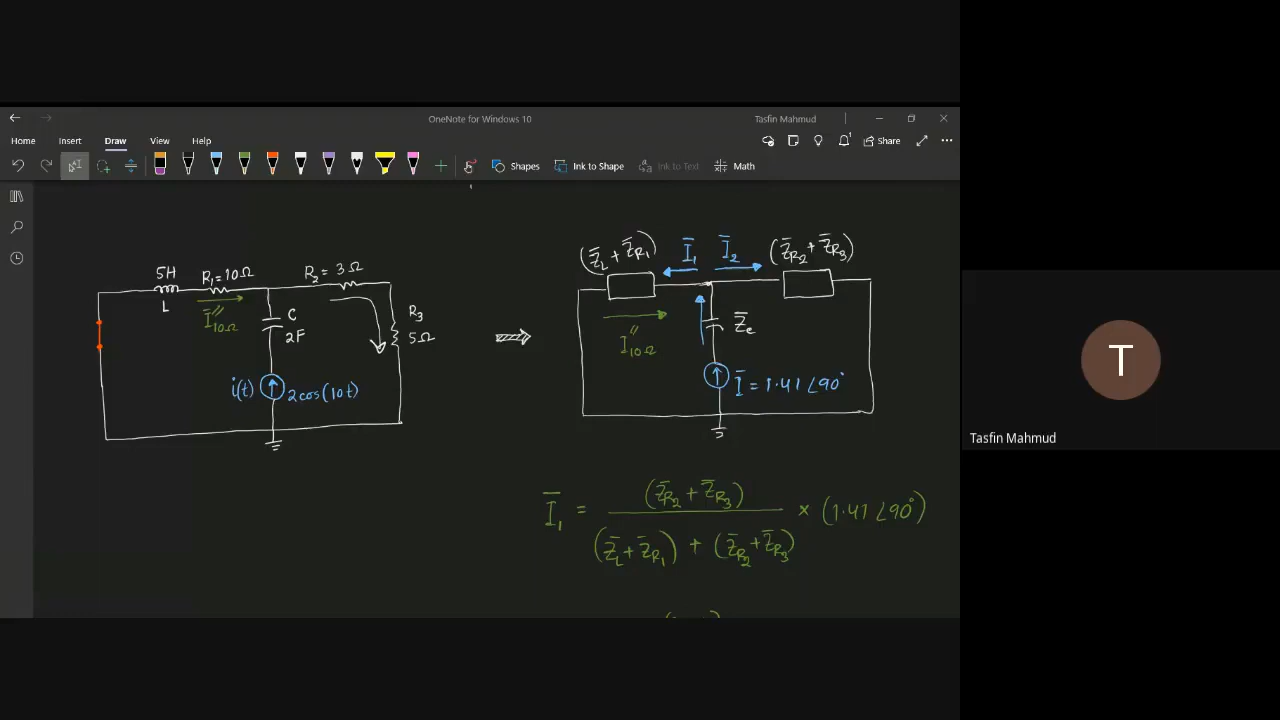 OneNote for Windows 10
Tasfin Mahmud
Home Insert Draw View Help
Share
Shapes Ink to Shape Ink to Text Math
5H
L
R₁=10Ω
R₂ = 3Ω
Ī″10Ω
C
2F
R₃
5Ω
i(t)
2cos(10t)
(Z̄L + Z̄R₁)
Ī₁
Ī₂
(Z̄R₂ + Z̄R₃)
I″10Ω
Z̄c
Ī = 1.41 ∠90°
Ī₁ = (Z̄R₂ + Z̄R₃) / (Z̄L + Z̄R₁) + (Z̄R₂ + Z̄R₃) × (1.41 ∠90°)
T
Tasfin Mahmud